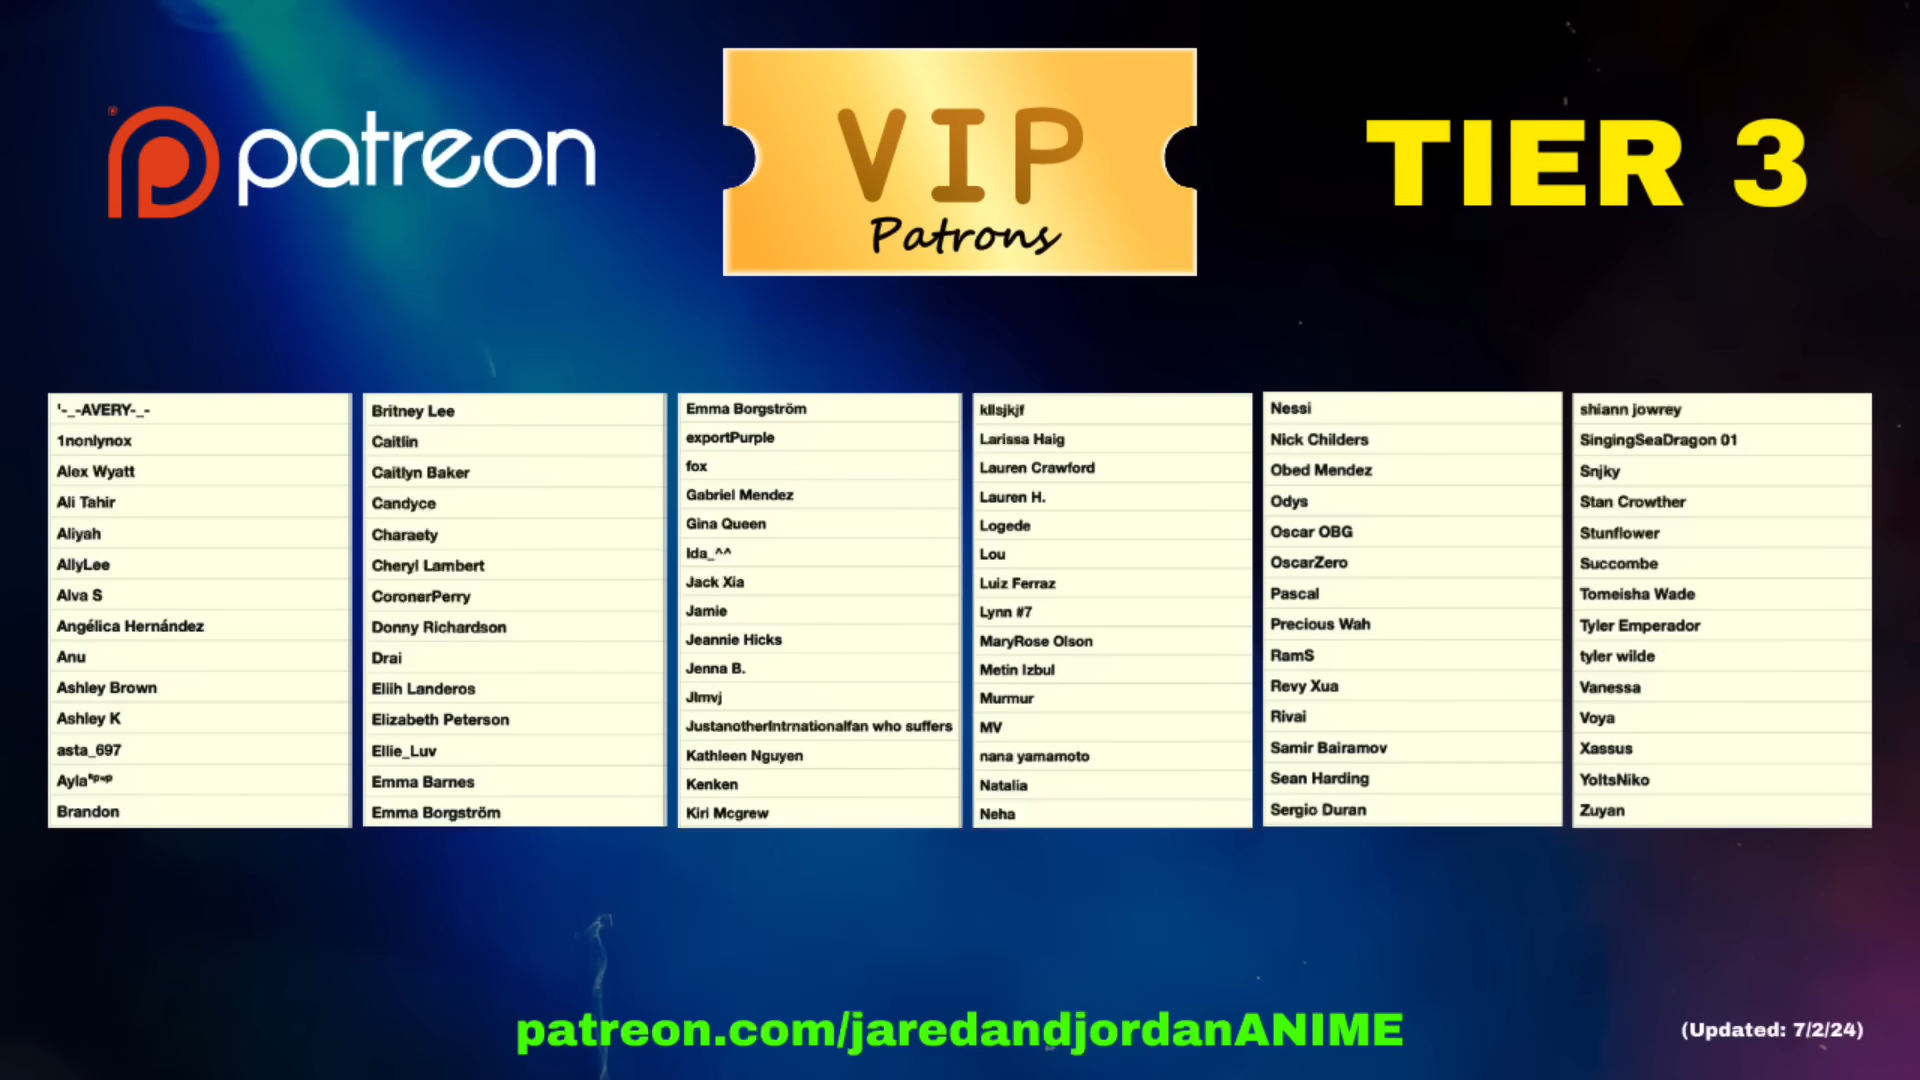 patreon
VIP
Patrons
TIER 3
'-_-AVERY-_-
1nonlynox
Alex Wyatt
Ali Tahir
Aliyah
AllyLee
Alva S
Angélica Hernández
Anu
Ashley Brown
Ashley K
asta_697
Ayla
Brandon
Britney Lee
Caitlin
Caitlyn Baker
Candyce
Charaety
Cheryl Lambert
CoronerPerry
Donny Richardson
Drai
Eliih Landeros
Elizabeth Peterson
Ellie_Luv
Emma Barnes
Emma Borgström
Emma Borgström
exportPurple
fox
Gabriel Mendez
Gina Queen
Ida_^^
Jack Xia
Jamie
Jeannie Hicks
Jenna B.
Jlmvj
JustanotherIntrnationalfan who suffers
Kathleen Nguyen
Kenken
Kiri Mcgrew
Larissa Haig
Lauren Crawford
Lauren H.
Logede
Lou
Luiz Ferraz
Lynn #7
MaryRose Olson
Metin Izbul
Murmur
MV
nana yamamoto
Natalia
Neha
Nessi
Nick Childers
Obed Mendez
Odys
Oscar OBG
OscarZero
Pascal
Precious Wah
RamS
Revy Xua
Rivai
Samir Bairamov
Sean Harding
Sergio Duran
shiann jowrey
SingingSeaDragon 01
Snjky
Stan Crowther
Stunflower
Succombe
Tomeisha Wade
Tyler Emperador
tyler wilde
Vanessa
Voya
Xassus
YoItsNiko
Zuyan
patreon.com/jaredandjordanANIME
(Updated: 7/2/24)